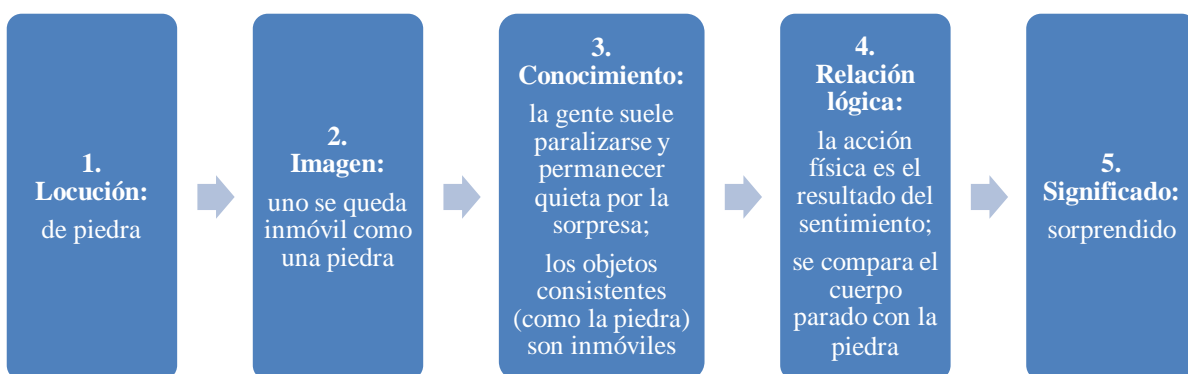 1.
Locución:
de piedra
2.
Imagen:
uno se queda
inmóvil como
una piedra
3.
Conocimiento:
la gente suele
paralizarse y
permanecer
quieta por la
sorpresa;
los objetos
consistentes
(como la piedra)
son inmóviles
4.
Relación
lógica:
la acción
física es el
resultado del
sentimiento;
se compara el
cuerpo
parado con la
piedra
5.
Significado:
sorprendido